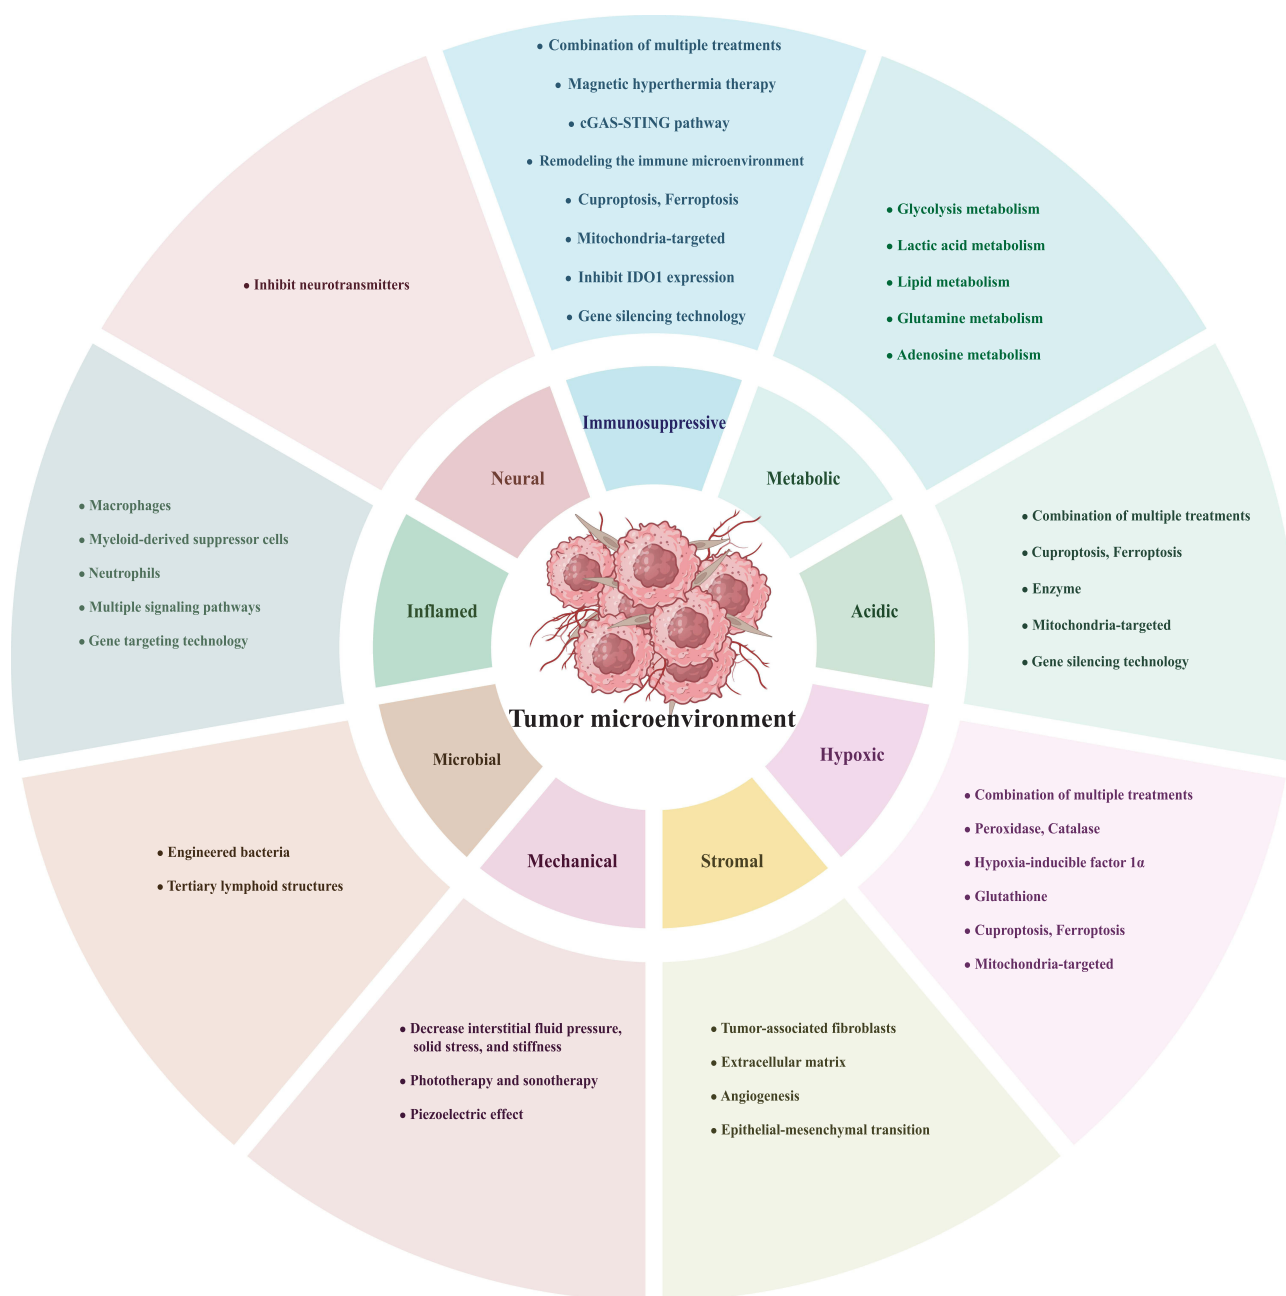 Immunosuppressive
• Combination of multiple treatments
• Magnetic hyperthermia therapy
• cGAS-STING pathway
• Remodeling the immune microenvironment
• Cuproptosis, Ferroptosis
• Mitochondria-targeted
• Inhibit IDO1 expression
• Gene silencing technology
Metabolic
• Glycolysis metabolism
• Lactic acid metabolism
• Lipid metabolism
• Glutamine metabolism
• Adenosine metabolism
Acidic
• Combination of multiple treatments
• Cuproptosis, Ferroptosis
• Enzyme
• Mitochondria-targeted
• Gene silencing technology
Hypoxic
• Combination of multiple treatments
• Peroxidase, Catalase
• Hypoxia-inducible factor 1α
• Glutathione
• Cuproptosis, Ferroptosis
• Mitochondria-targeted
Stromal
• Tumor-associated fibroblasts
• Extracellular matrix
• Angiogenesis
• Epithelial-mesenchymal transition
Mechanical
• Decrease interstitial fluid pressure,
solid stress, and stiffness
• Phototherapy and sonotherapy
• Piezoelectric effect
Microbial
• Engineered bacteria
• Tertiary lymphoid structures
Inflamed
• Macrophages
• Myeloid-derived suppressor cells
• Neutrophils
• Multiple signaling pathways
• Gene targeting technology
Neural
• Inhibit neurotransmitters
Tumor microenvironment